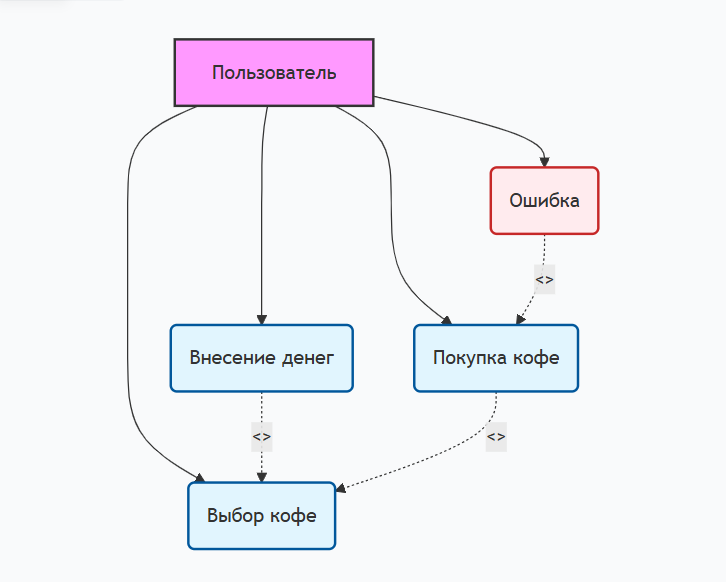 Пользователь
Ошибка
<>
Внесение денег
Покупка кофе
<>
<>
Выбор кофе